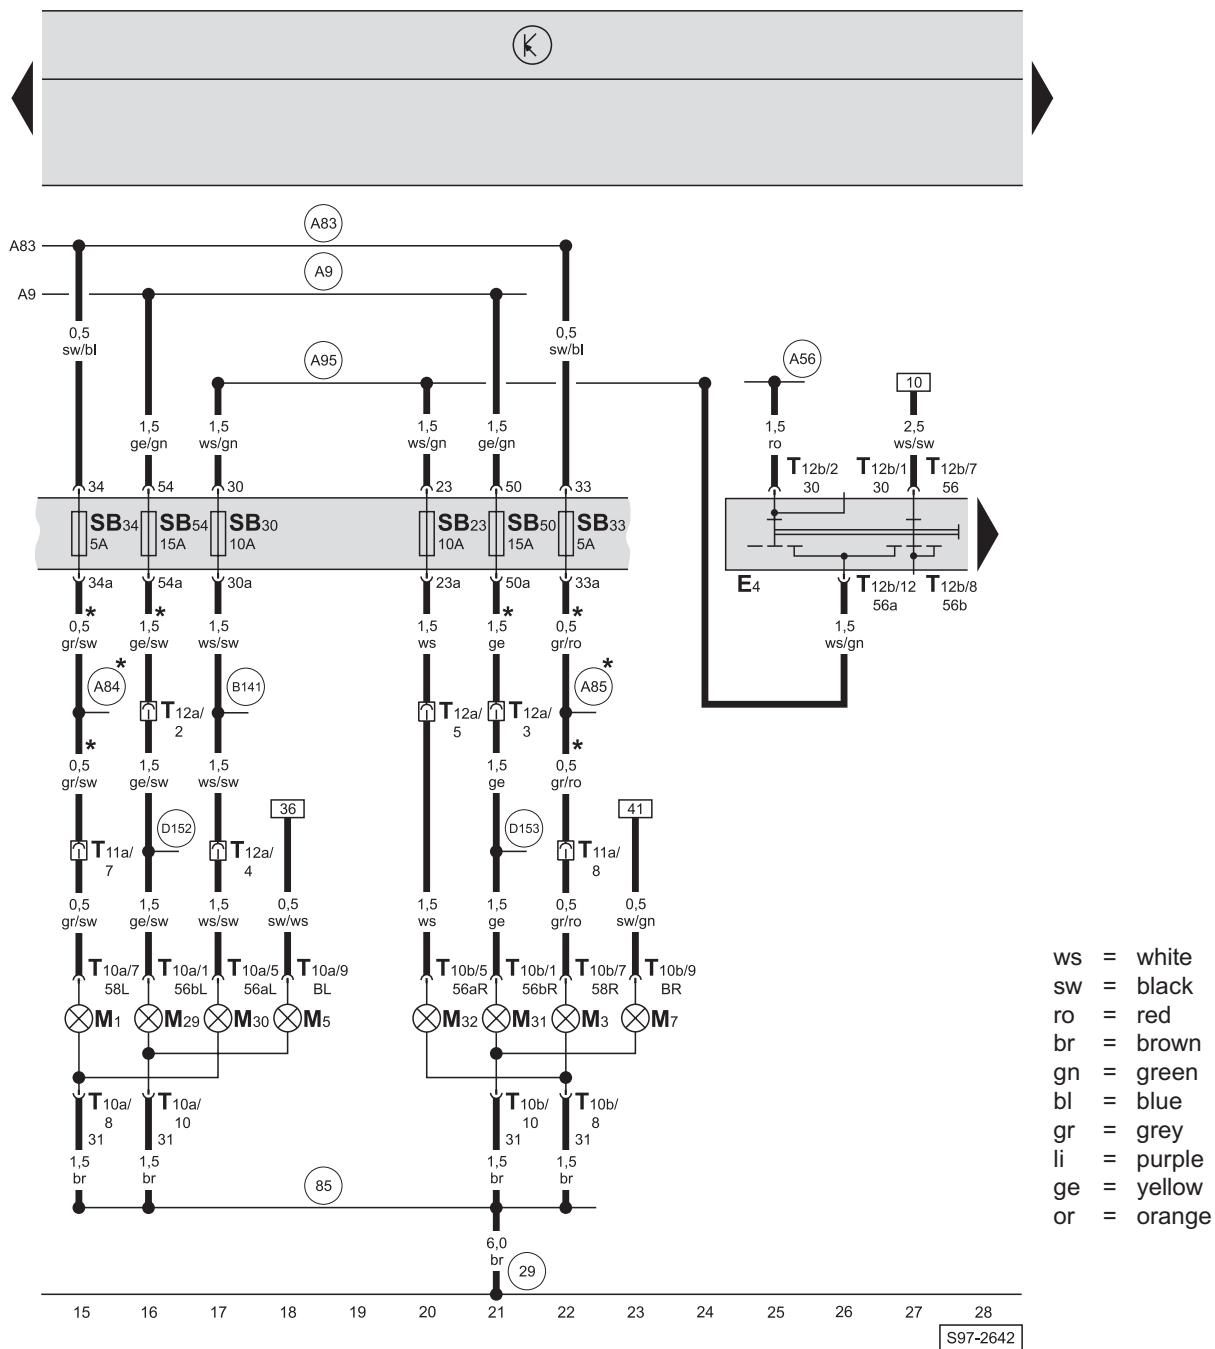 A83
A83
A9
A9
0,5 sw/bl
0,5 sw/bl
A95
A56
10
1,5 ge/gn
1,5 ws/gn
1,5 ws/gn
1,5 ge/gn
1,5 ro
2,5 ws/sw
T12b/2 30
T12b/1 30
T12b/7 56
34
54
30
23
50
33
SB34 5A
SB54 15A
SB30 10A
SB23 10A
SB50 15A
SB33 5A
34a
54a
30a
23a
50a
33a
E4
T12b/12 56a
T12b/8 56b
0,5 gr/sw *
1,5 ge/sw *
1,5 ws/sw
1,5 ws
1,5 ge *
0,5 gr/ro *
1,5 ws/gn
A84 *
B141
A85 *
T12a/2
T12a/5
T12a/3
0,5 gr/sw *
1,5 ge/sw
1,5 ws/sw
1,5 ge
0,5 gr/ro *
36
41
D152
D153
T11a/7
T12a/4
T11a/8
0,5 gr/sw
1,5 ge/sw
1,5 ws/sw
0,5 sw/ws
1,5 ws
1,5 ge
0,5 gr/ro
0,5 sw/gn
T10a/7 58L
T10a/1 56bL
T10a/5 56aL
T10a/9 BL
T10b/5 56aR
T10b/1 56bR
T10b/7 58R
T10b/9 BR
M1
M29
M30
M5
M32
M31
M3
M7
T10a/8 31
T10a/10 31
T10b/10 31
T10b/8 31
1,5 br
1,5 br
1,5 br
1,5 br
85
6,0 br
29
15 16 17 18 19 20 21 22 23 24 25 26 27 28
S97-2642
ws = white
sw = black
ro = red
br = brown
gn = green
bl = blue
gr = grey
li = purple
ge = yellow
or = orange